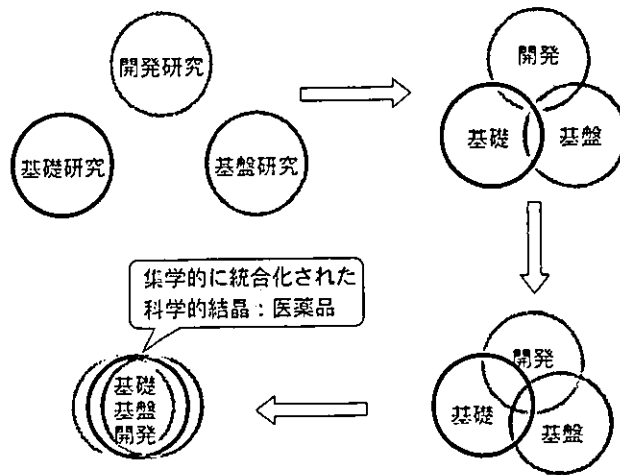 開発研究
基礎研究
基盤研究
開発
基礎
基盤
開発
基礎
基盤
集学的に統合化された
科学的結晶：医薬品
基礎
基盤
開発